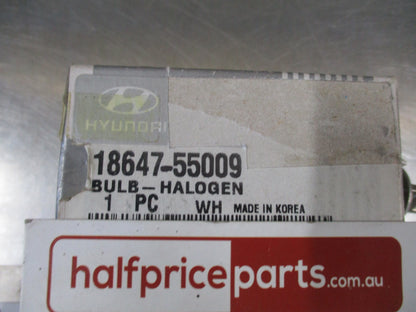 HYUNDAI
18647-55009
BULB-HALOGEN
1 PC WH MADE IN KOREA
halfpriceparts.com.au